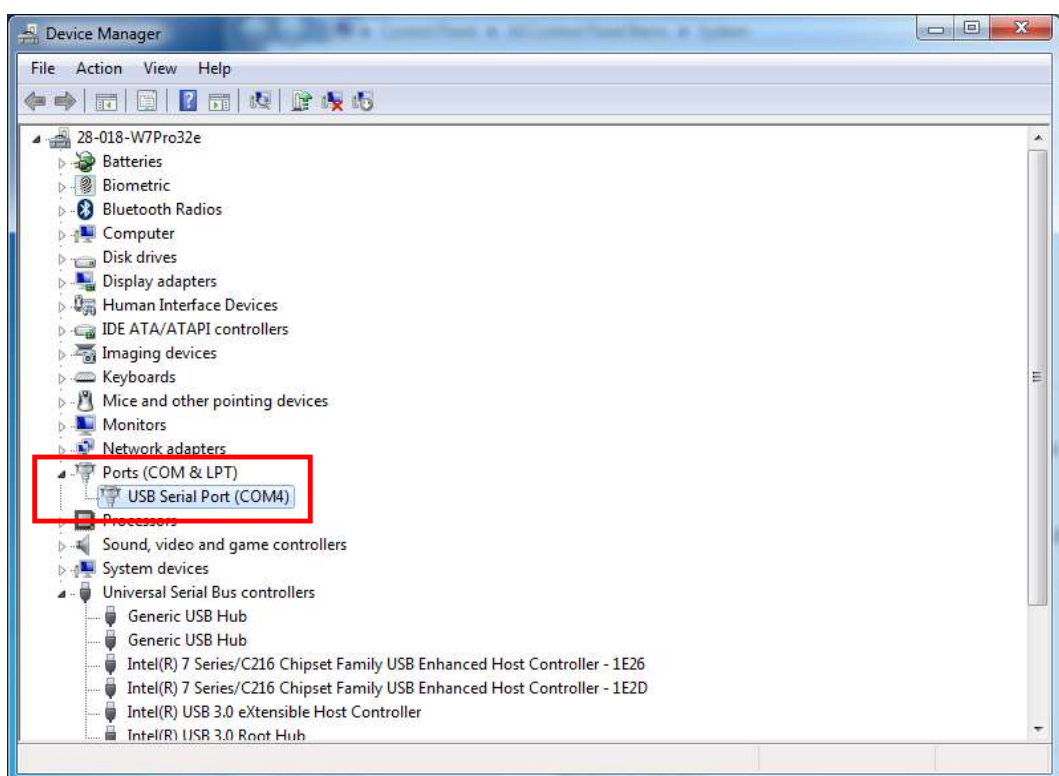 Device Manager
File Action View Help
28-018-W7Pro32e
Batteries
Biometric
Bluetooth Radios
Computer
Disk drives
Display adapters
Human Interface Devices
IDE ATA/ATAPI controllers
Imaging devices
Keyboards
Mice and other pointing devices
Monitors
Network adapters
Ports (COM & LPT)
USB Serial Port (COM4)
Processors
Sound, video and game controllers
System devices
Universal Serial Bus controllers
Generic USB Hub
Generic USB Hub
Intel(R) 7 Series/C216 Chipset Family USB Enhanced Host Controller - 1E26
Intel(R) 7 Series/C216 Chipset Family USB Enhanced Host Controller - 1E2D
Intel(R) USB 3.0 eXtensible Host Controller
Intel(R) USB 3.0 Root Hub